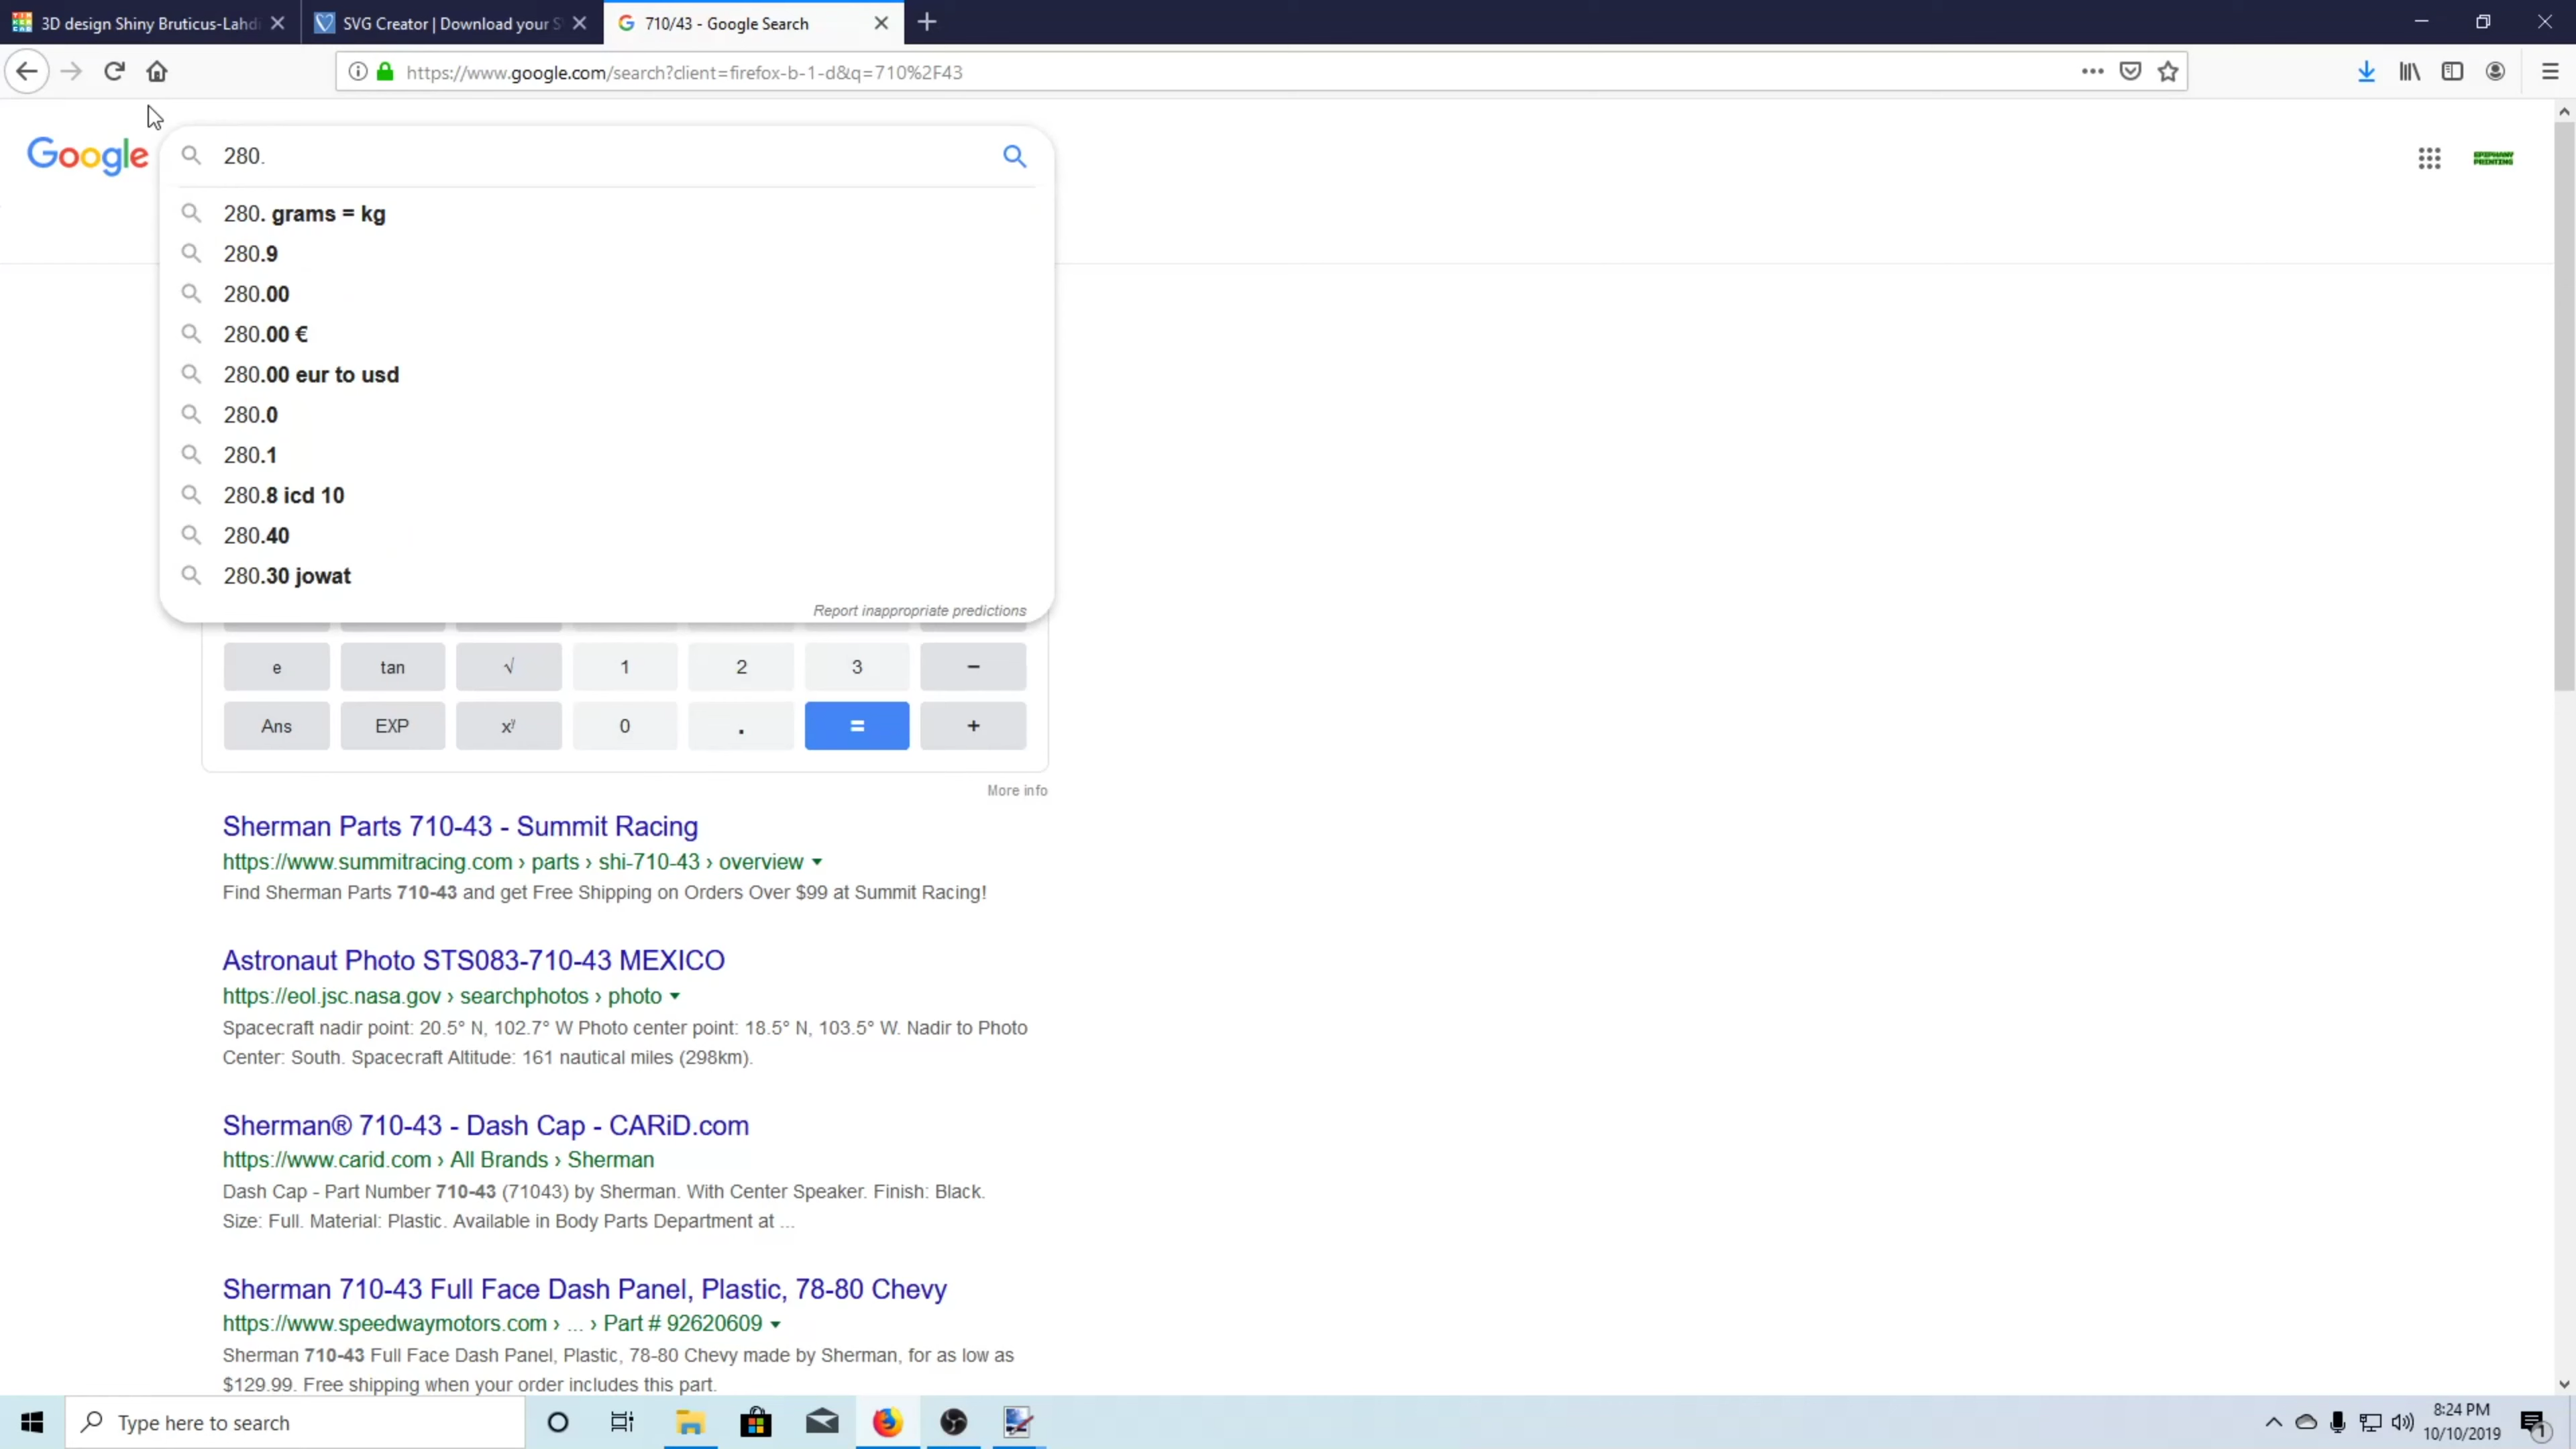 3D design Shiny Bruticus-Lahd
SVG Creator | Download your S
710/43 - Google Search
https://www.google.com/search?client=firefox-b-1-d&q=710%2F43
Google
280.
EPIPHANY
PRINTING
280. grams = kg
280.9
280.00
280.00 €
280.00 eur to usd
280.0
280.1
280.8 icd 10
280.40
280.30 jowat
Report inappropriate predictions
e tan √ 1 2 3 −
Ans EXP xʸ 0 . = +
More info
Sherman Parts 710-43 - Summit Racing
https://www.summitracing.com › parts › shi-710-43 › overview
Find Sherman Parts 710-43 and get Free Shipping on Orders Over $99 at Summit Racing!
Astronaut Photo STS083-710-43 MEXICO
https://eol.jsc.nasa.gov › searchphotos › photo
Spacecraft nadir point: 20.5° N, 102.7° W Photo center point: 18.5° N, 103.5° W. Nadir to Photo
Center: South. Spacecraft Altitude: 161 nautical miles (298km).
Sherman® 710-43 - Dash Cap - CARiD.com
https://www.carid.com › All Brands › Sherman
Dash Cap - Part Number 710-43 (71043) by Sherman. With Center Speaker. Finish: Black.
Size: Full. Material: Plastic. Available in Body Parts Department at ...
Sherman 710-43 Full Face Dash Panel, Plastic, 78-80 Chevy
https://www.speedwaymotors.com › ... › Part # 92620609
Sherman 710-43 Full Face Dash Panel, Plastic, 78-80 Chevy made by Sherman, for as low as
$129.99. Free shipping when your order includes this part.
Type here to search
8:24 PM
10/10/2019
1